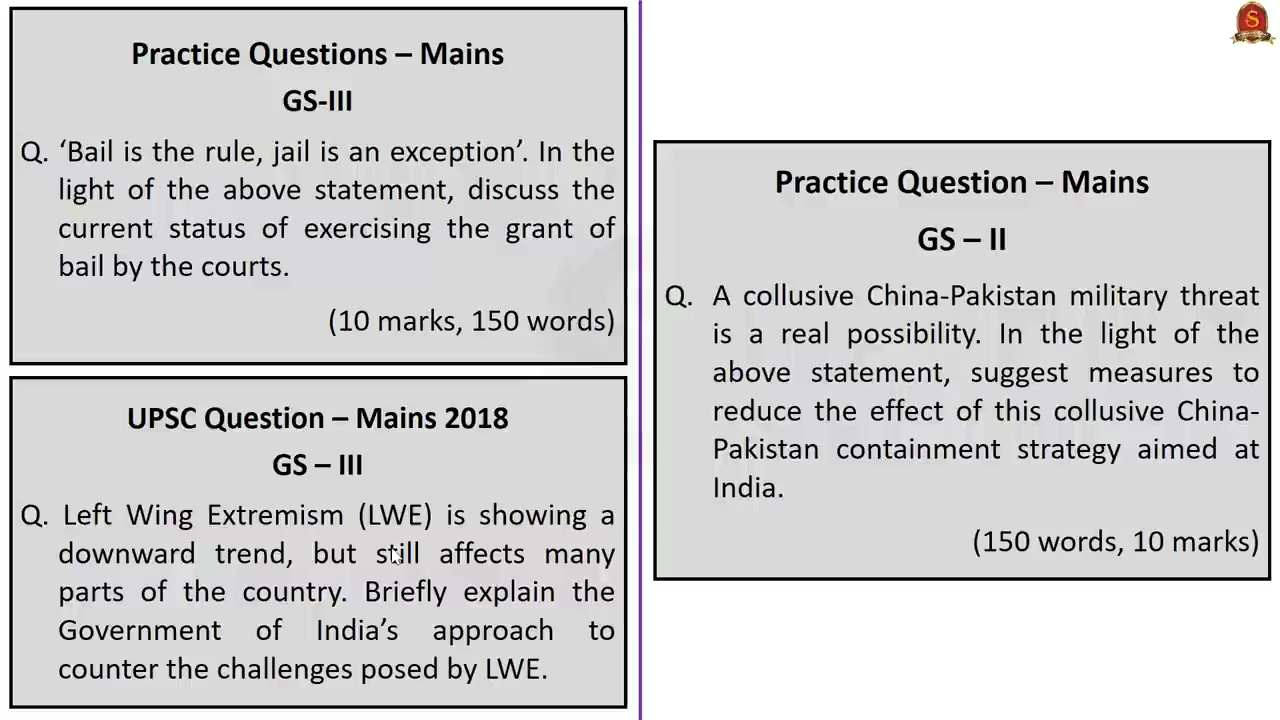 Practice Questions – Mains
GS-III
Q. ‘Bail is the rule, jail is an exception’. In the
light of the above statement, discuss the
current status of exercising the grant of
bail by the courts.
(10 marks, 150 words)
UPSC Question – Mains 2018
GS – III
Q. Left Wing Extremism (LWE) is showing a
downward trend, but still affects many
parts of the country. Briefly explain the
Government of India’s approach to
counter the challenges posed by LWE.
Practice Question – Mains
GS – II
Q. A collusive China-Pakistan military threat
is a real possibility. In the light of the
above statement, suggest measures to
reduce the effect of this collusive China-
Pakistan containment strategy aimed at
India.
(150 words, 10 marks)
S